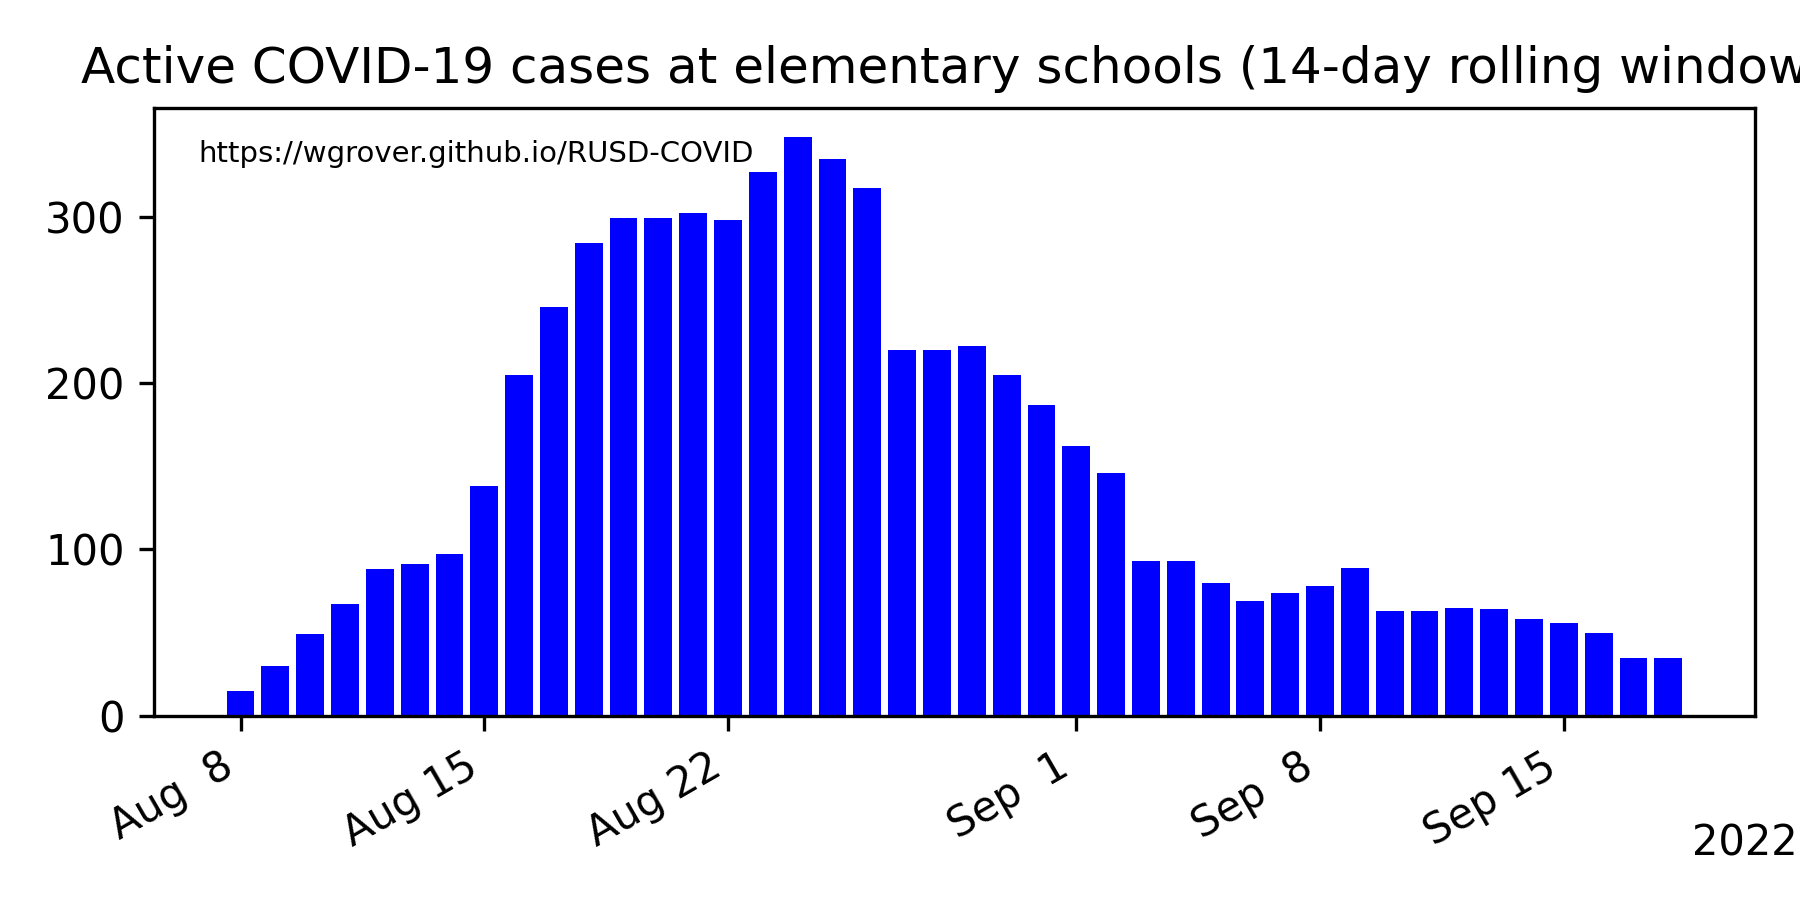 Active COVID-19 cases at elementary schools (14-day rolling window
https://wgrover.github.io/RUSD-COVID
300
200
100
0
Aug 8
Aug 15
Aug 22
Sep 1
Sep 8
Sep 15
2022